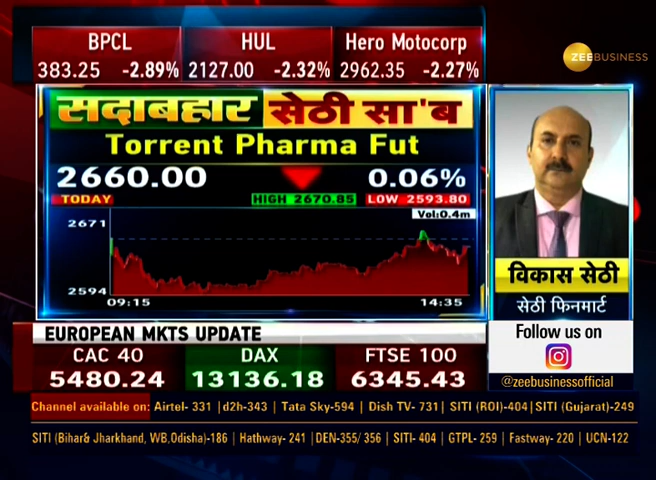 BPCL HUL Hero Motocorp
383.25 -2.89% 2127.00 -2.32% 2962.35 -2.27%
ZEE BUSINESS
सदाबहार सेठी सा'ब
Torrent Pharma Fut
2660.00 0.06%
TODAY HIGH 2670.85 LOW 2593.80
Vol:0.4m
2671
2594
09:15 14:35
विकास सेठी
सेठी फिनमार्ट
EUROPEAN MKTS UPDATE
CAC 40 DAX FTSE 100
5480.24 13136.18 6345.43
Follow us on
@zeebusinessofficial
Channel available on: Airtel- 331 | d2h-343 | Tata Sky-594 | Dish TV- 731 | SITI (ROI)-404 | SITI (Gujarat)-249
SITI (Bihar& Jharkhand, WB,Odisha)-186 | Hathway- 241 | DEN-355/ 356 | SITI- 404 | GTPL- 259 | Fastway- 220 | UCN-122